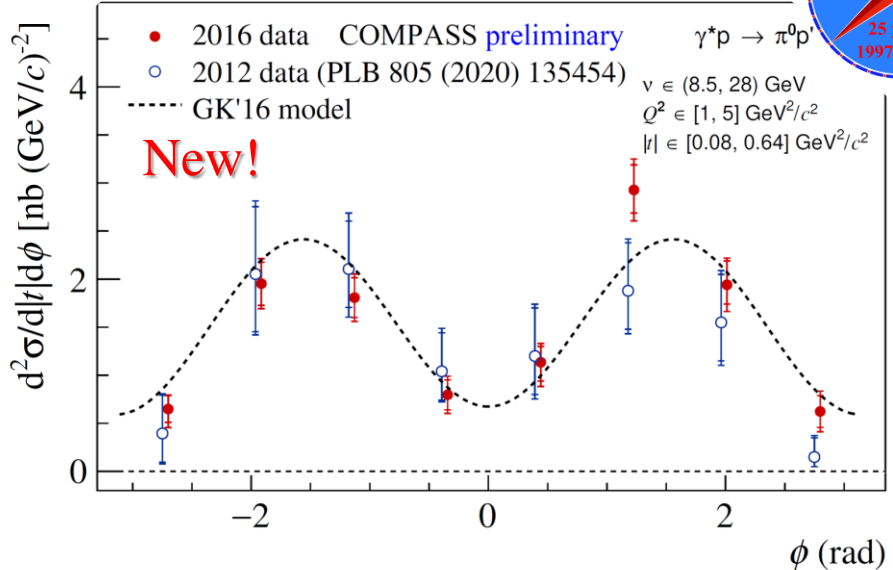 2016 data COMPASS preliminary
γ*p → π⁰p'
25
1997
2012 data (PLB 805 (2020) 135454)
ν ∈ (8.5, 28) GeV
GK'16 model
Q² ∈ [1, 5] GeV²/c²
|t| ∈ [0.08, 0.64] GeV²/c²
New!
d²σ/d|t|dϕ [nb (GeV/c)⁻²]
4
2
0
−2 0 2
ϕ (rad)